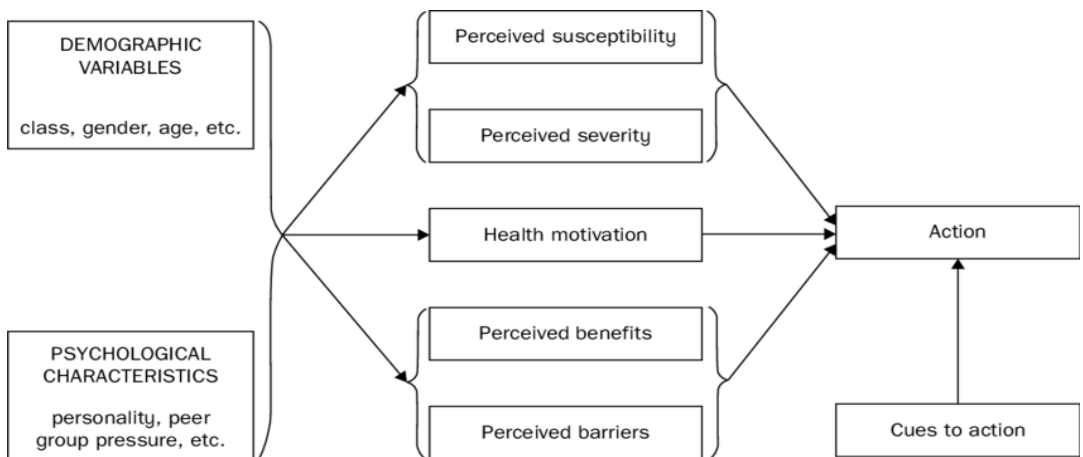 DEMOGRAPHIC
VARIABLES
class, gender, age, etc.
PSYCHOLOGICAL
CHARACTERISTICS
personality, peer
group pressure, etc.
Perceived susceptibility
Perceived severity
Health motivation
Perceived benefits
Perceived barriers
Action
Cues to action